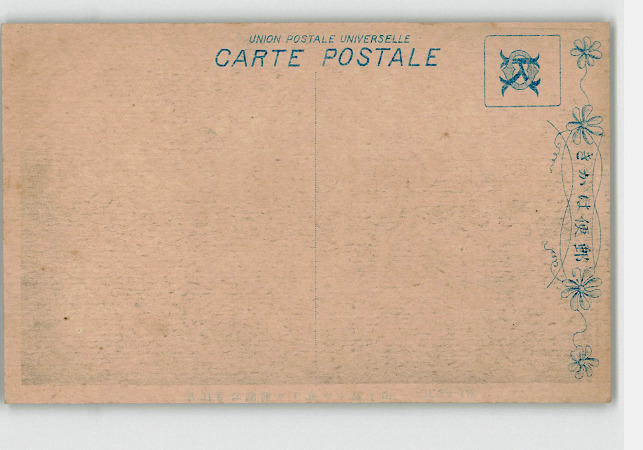 UNION POSTALE UNIVERSELLE
CARTE POSTALE
郵便はかき